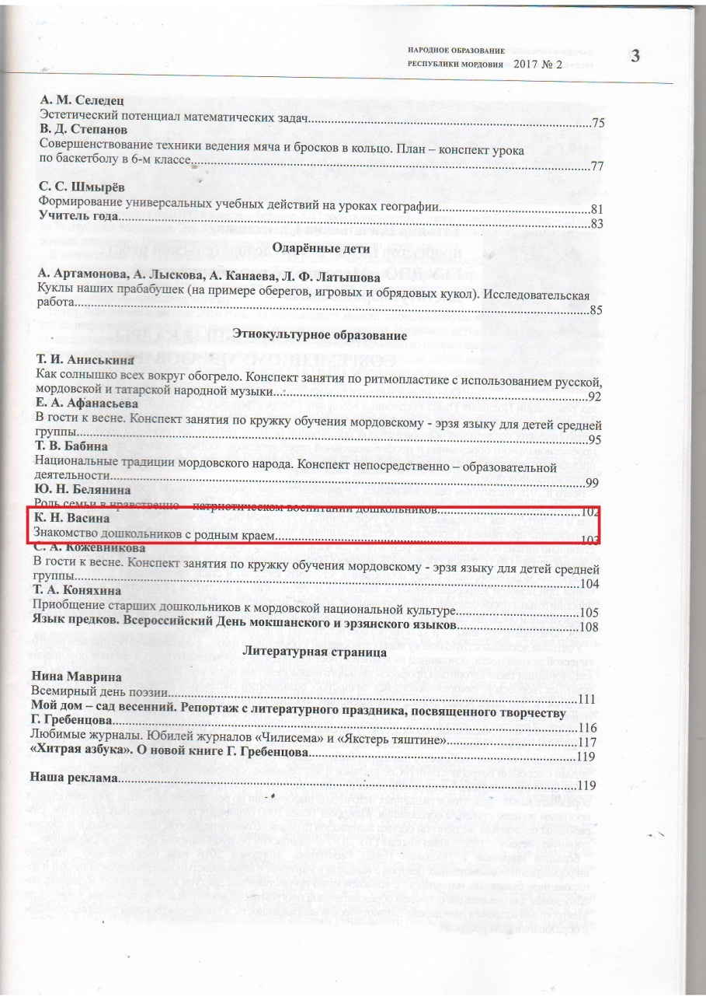 НАРОДНОЕ ОБРАЗОВАНИЕ
РЕСПУБЛИКИ МОРДОВИЯ 2017 № 2
3
А. М. Селедец
Эстетический потенциал математических задач....75
В. Д. Степанов
Совершенствование техники ведения мяча и бросков в кольцо. План – конспект урока
по баскетболу в 6-м классе....77
С. С. Шмырёв
Формирование универсальных учебных действий на уроках географии....81
Учитель года....83
Одарённые дети
А. Артамонова, А. Лыскова, А. Канаева, Л. Ф. Латышова
Куклы наших прабабушек (на примере оберегов, игровых и обрядовых кукол). Исследовательская
работа....85
Этнокультурное образование
Т. И. Аниськина
Как солнышко всех вокруг обогрело. Конспект занятия по ритмопластике с использованием русской,
мордовской и татарской народной музыки....92
Е. А. Афанасьева
В гости к весне. Конспект занятия по кружку обучения мордовскому - эрзя языку для детей средней
группы....95
Т. В. Бабина
Национальные традиции мордовского народа. Конспект непосредственно – образовательной
деятельности....99
Ю. Н. Белянина
Роль семьи в нравственно – патриотическом воспитании дошкольников....102
К. Н. Васина
Знакомство дошкольников с родным краем....103
С. А. Кожевникова
В гости к весне. Конспект занятия по кружку обучения мордовскому - эрзя языку для детей средней
группы....104
Т. А. Коняхина
Приобщение старших дошкольников к мордовской национальной культуре....105
Язык предков. Всероссийский День мокшанского и эрзянского языков....108
Литературная страница
Нина Маврина
Всемирный день поэзии....111
Мой дом – сад весенний. Репортаж с литературного праздника, посвященного творчеству
Г. Гребенцова....116
Любимые журналы. Юбилей журналов «Чилисема» и «Якстерь тяштине»....117
«Хитрая азбука». О новой книге Г. Гребенцова....119
Наша реклама....119